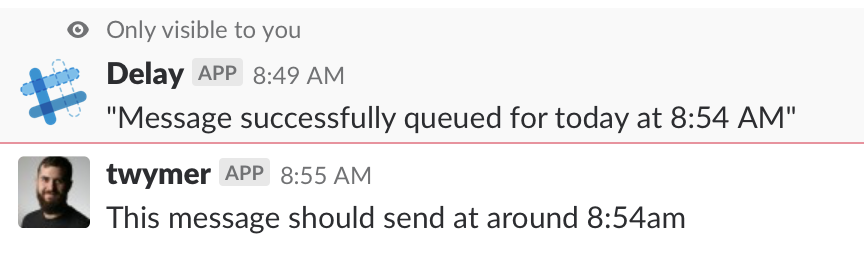 Only visible to you
Delay APP 8:49 AM
"Message successfully queued for today at 8:54 AM"
twymer APP 8:55 AM
This message should send at around 8:54am